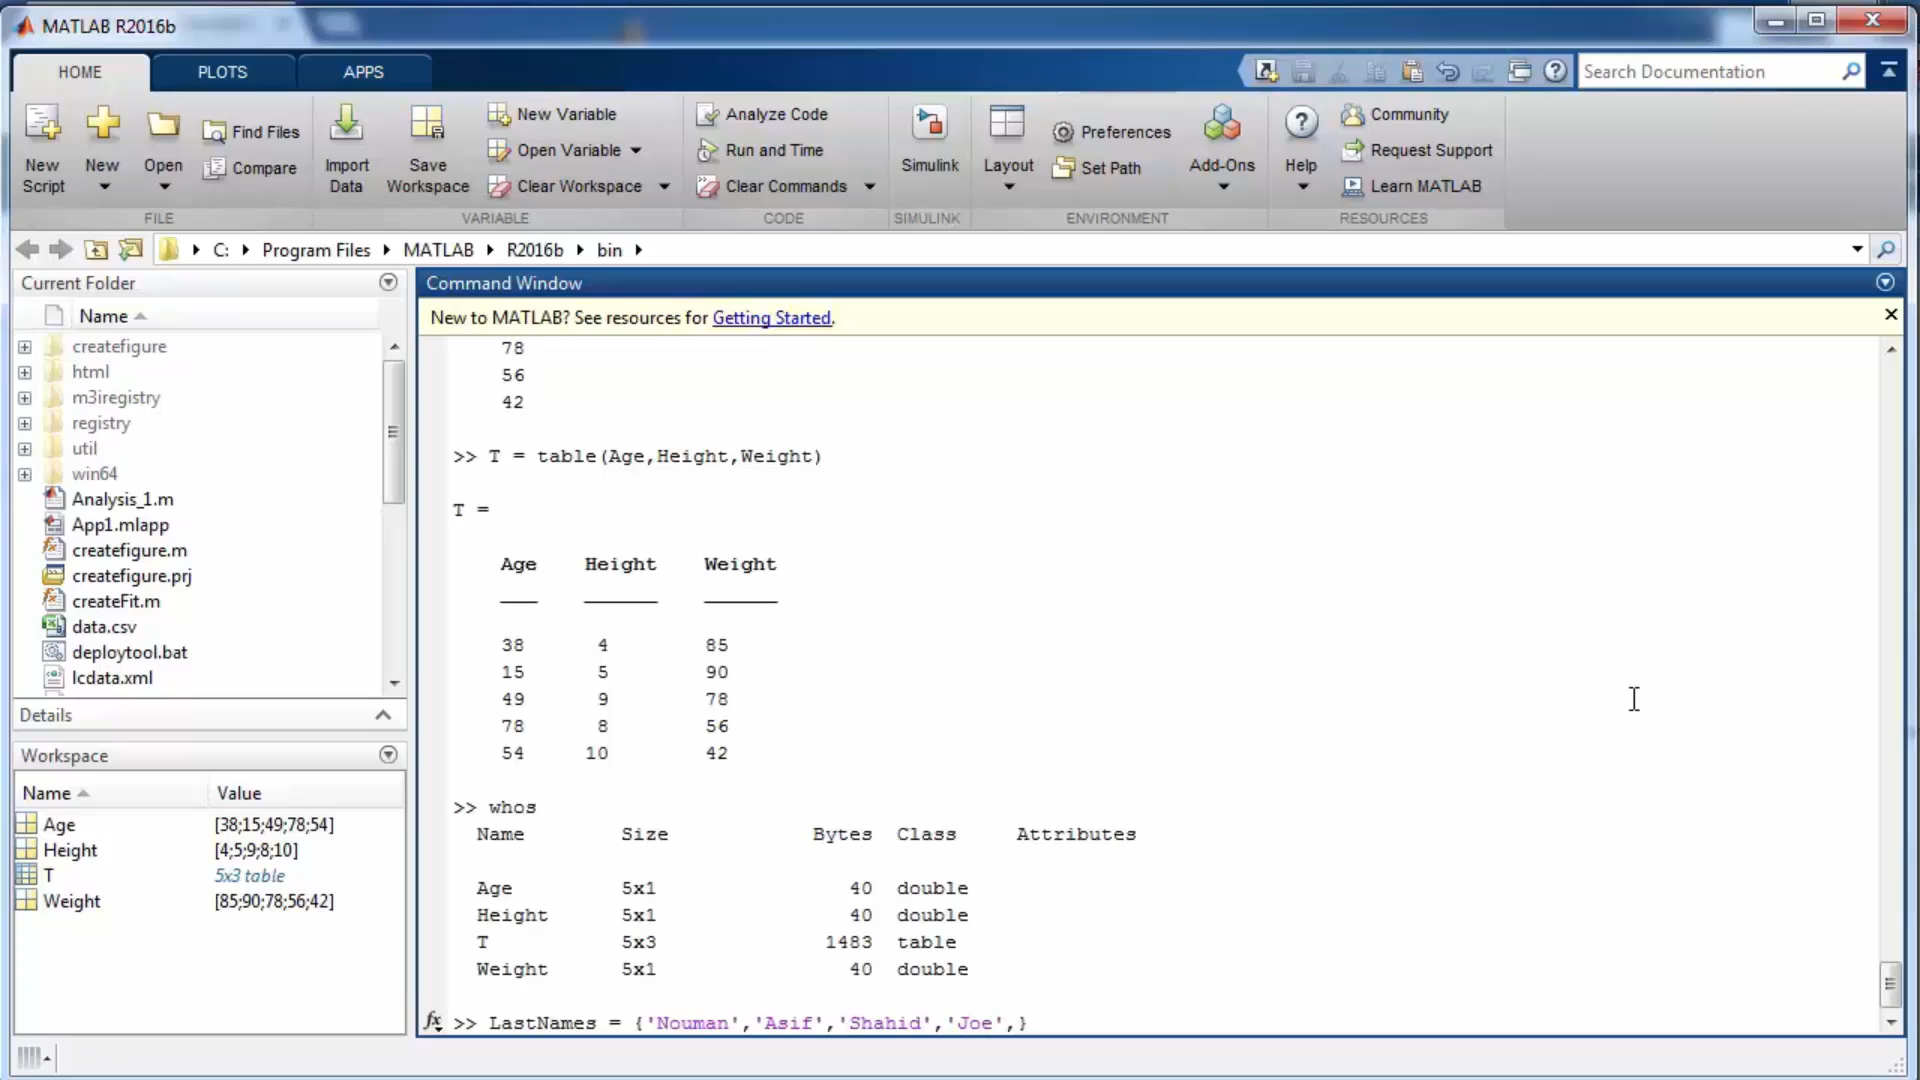 MATLAB R2016b
HOME PLOTS APPS
Search Documentation
New Script
New
Open
Find Files
Compare
FILE
Import Data
Save Workspace
New Variable
Open Variable
Clear Workspace
VARIABLE
Analyze Code
Run and Time
Clear Commands
CODE
Simulink
SIMULINK
Layout
Preferences
Set Path
Add-Ons
ENVIRONMENT
Help
Community
Request Support
Learn MATLAB
RESOURCES
C: Program Files MATLAB R2016b bin
Current Folder
Name
createfigure
html
m3iregistry
registry
util
win64
Analysis_1.m
App1.mlapp
createfigure.m
createfigure.prj
createFit.m
data.csv
deploytool.bat
lcdata.xml
Details
Workspace
Name Value
Age [38;15;49;78;54]
Height [4;5;9;8;10]
T 5x3 table
Weight [85;90;78;56;42]
Command Window
New to MATLAB? See resources for Getting Started.
78
56
42
>> T = table(Age,Height,Weight)
T =
Age Height Weight
38 4 85
15 5 90
49 9 78
78 8 56
54 10 42
>> whos
Name Size Bytes Class Attributes
Age 5x1 40 double
Height 5x1 40 double
T 5x3 1483 table
Weight 5x1 40 double
fx >> LastNames = {'Nouman','Asif','Shahid','Joe',}